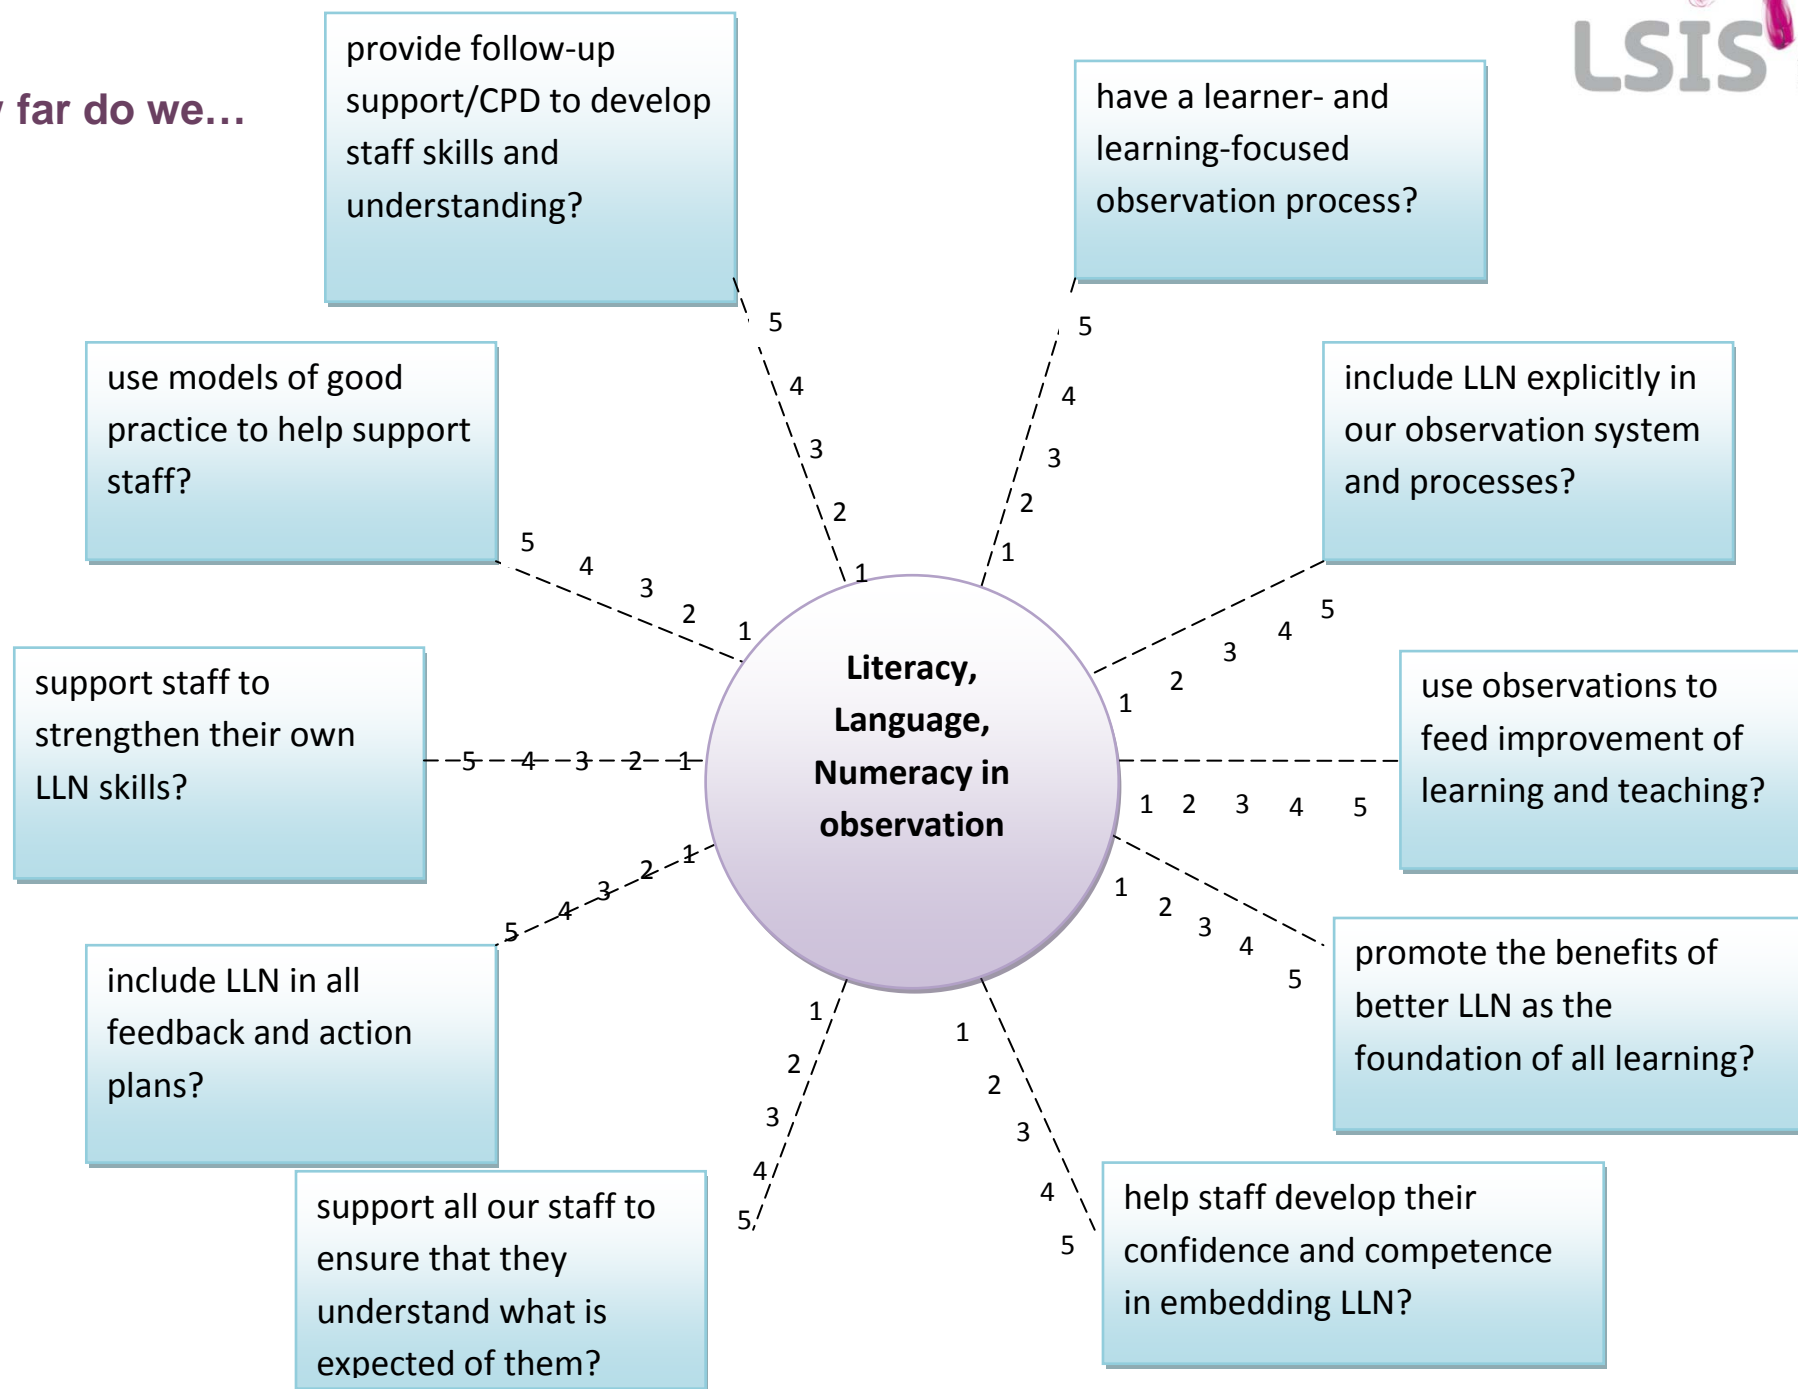 LSIS
far do we...
provide follow-up
support/CPD to develop
staff skills and
understanding?
have a learner- and
learning-focused
observation process?
use models of good
practice to help support
staff?
include LLN explicitly in
our observation system
and processes?
support staff to
strengthen their own
LLN skills?
use observations to
feed improvement of
learning and teaching?
include LLN in all
feedback and action
plans?
promote the benefits of
better LLN as the
foundation of all learning?
support all our staff to
ensure that they
understand what is
expected of them?
help staff develop their
confidence and competence
in embedding LLN?
Literacy,
Language,
Numeracy in
observation
5
4
3
2
1
5
4
3
2
1
5
4
3
2
1
5
4
3
2
1
5 4 3 2 1
1 2 3 4 5
1
2
3
4
5
1
2
3
4
5
1
2
3
4
5
1
2
3
4
5